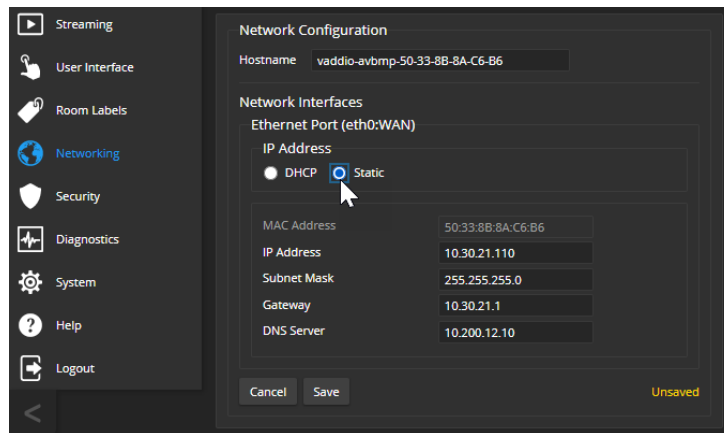 Streaming
User Interface
Room Labels
Networking
Security
Diagnostics
System
? Help
Logout
<
Network Configuration
Hostname vaddio-avbmp-50-33-8B-8A-C6-B6
Network Interfaces
Ethernet Port (eth0:WAN)
IP Address
DHCP Static
MAC Address 50:33:8B:8A:C6:B6
IP Address 10.30.21.110
Subnet Mask 255.255.255.0
Gateway 10.30.21.1
DNS Server 10.200.12.10
Cancel Save Unsaved